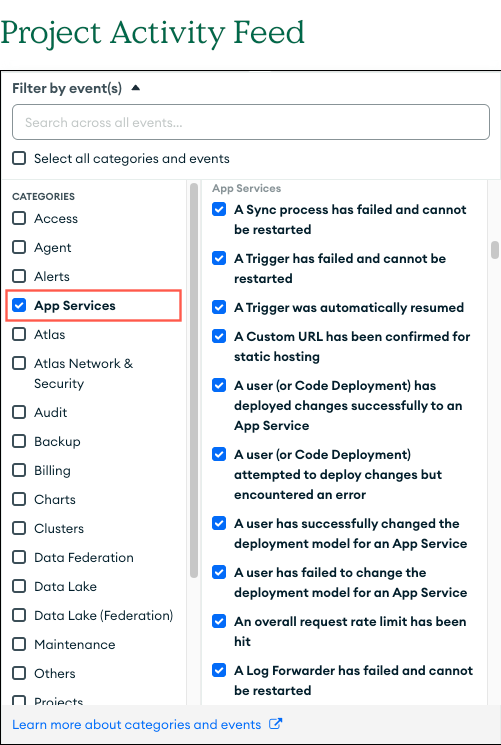 Project Activity Feed
Filter by event(s)
Search across all events...
Select all categories and events
CATEGORIES
Access
Agent
Alerts
App Services
Atlas
Atlas Network &
Security
Audit
Backup
Billing
Charts
Clusters
Data Federation
Data Lake
Data Lake (Federation)
Maintenance
Others
Projects
App Services
A Sync process has failed and cannot
be restarted
A Trigger has failed and cannot be
restarted
A Trigger was automatically resumed
A Custom URL has been confirmed for
static hosting
A user (or Code Deployment) has
deployed changes successfully to an
App Service
A user (or Code Deployment)
attempted to deploy changes but
encountered an error
A user has successfully changed the
deployment model for an App Service
A user has failed to change the
deployment model for an App Service
An overall request rate limit has been
hit
A Log Forwarder has failed and cannot
be restarted
Learn more about categories and events